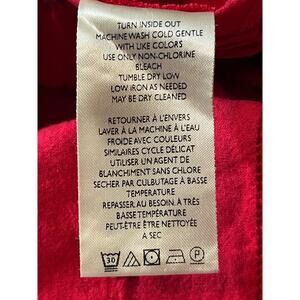 TURN INSIDE OUT
MACHINE WASH COLD GENTLE
WITH LIKE COLORS
USE ONLY NON-CHLORINE
BLEACH
TUMBLE DRY LOW
LOW IRON AS NEEDED
MAY BE DRY CLEANED
RETOURNER À L'ENVERS
LAVER À LA MACHINE À L'EAU
FROIDE AVEC COULEURS
SIMILAIRES CYCLE DÉLICAT
UTILISER UN AGENT DE
BLANCHIMENT SANS CHLORE
SECHER PAR CULBUTAGE À BASSE
TEMPERATURE
REPASSER, AU BESOIN, À TRÈS
BASSE TEMPÉRATURE
PEUT-ÊTRE ÊTRE NETTOYÉE
A SEC
30 P